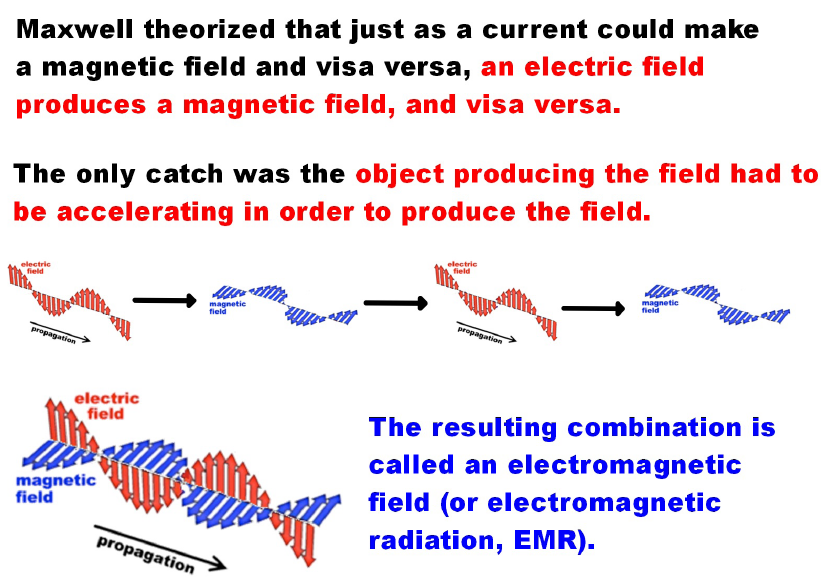 Maxwell theorized that just as a current could make
a magnetic field and visa versa, an electric field
produces a magnetic field, and visa versa.
The only catch was the object producing the field had to
be accelerating in order to produce the field.
electric
field
propagation
magnetic
field
electric
field
propagation
magnetic
field
electric
field
magnetic
field
propagation
The resulting combination is
called an electromagnetic
field (or electromagnetic
radiation, EMR).